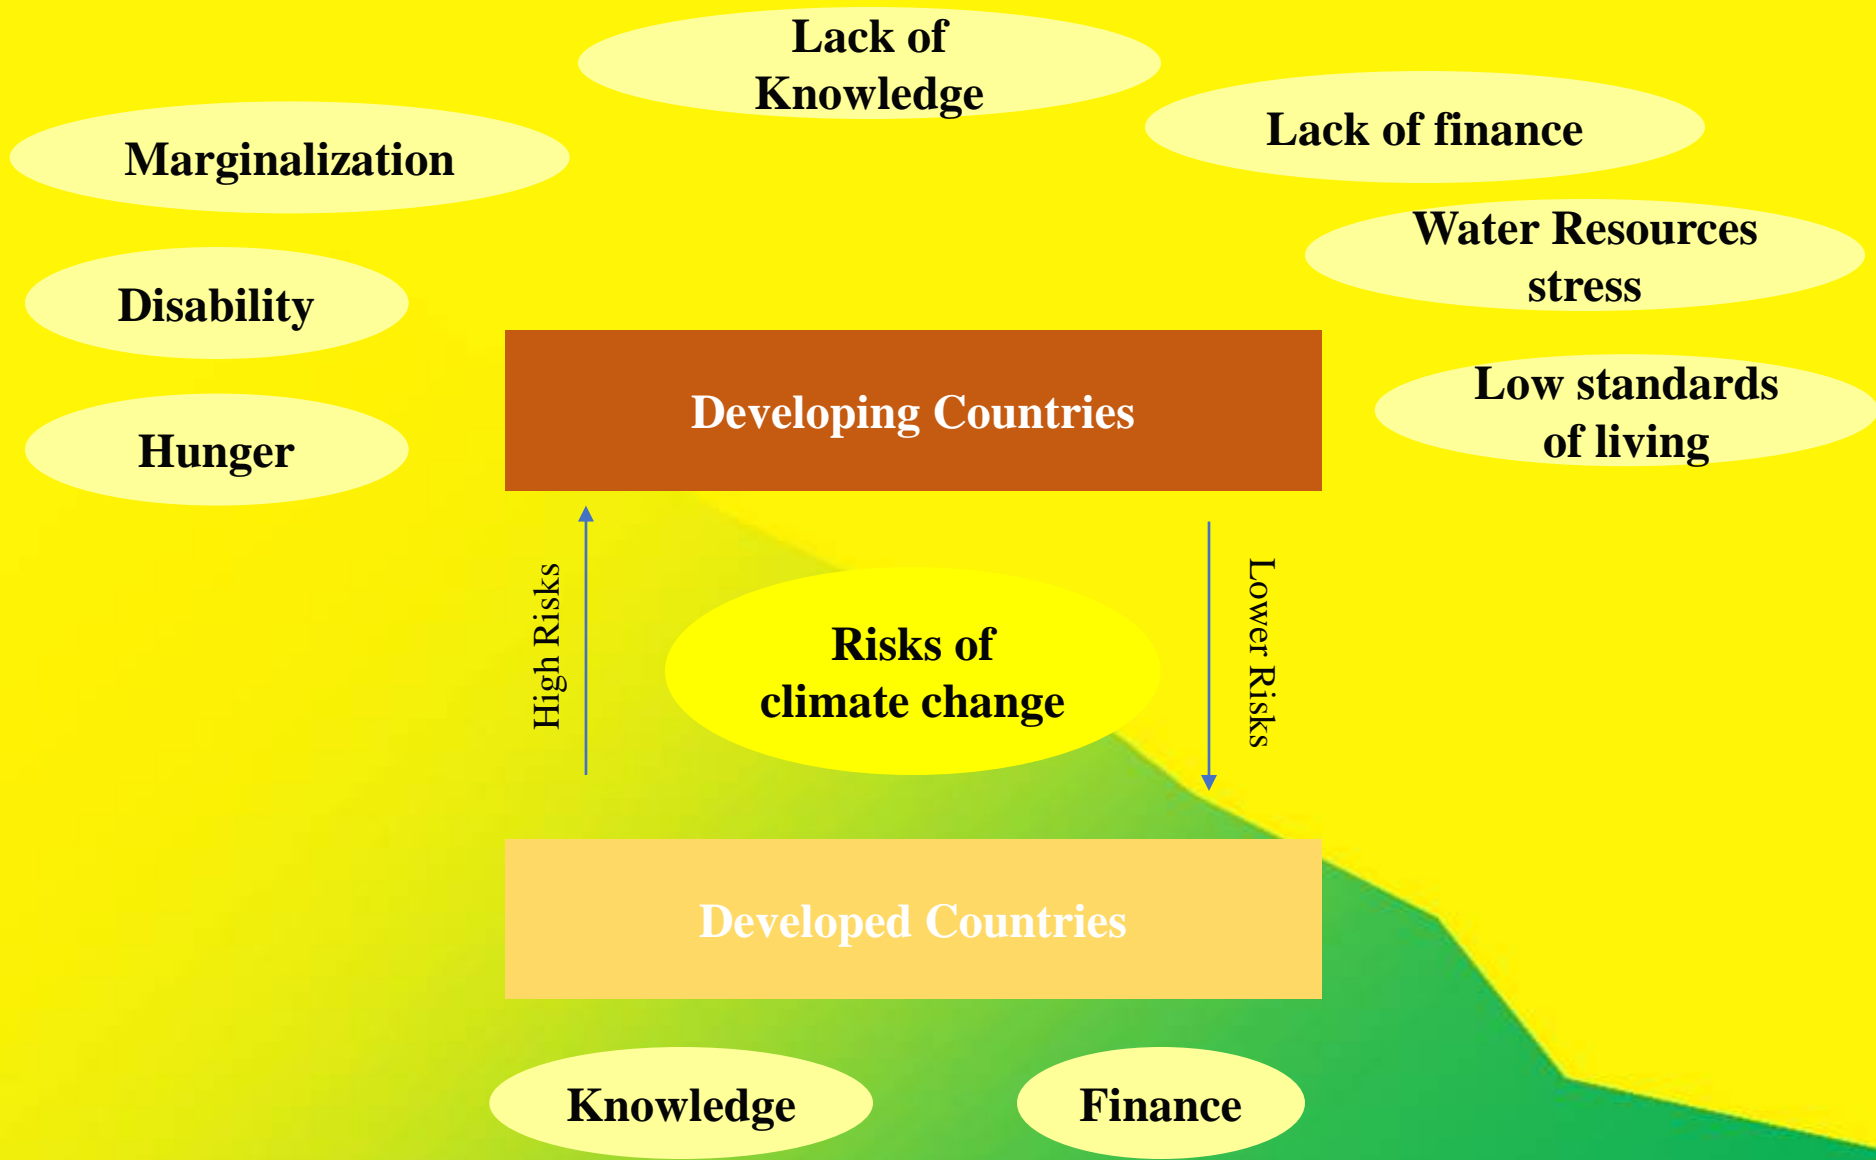 Lack of
Knowledge
Lack of finance
Marginalization
Water Resources
stress
Disability
Low standards
of living
Developing Countries
Hunger
High Risks
Lower Risks
Risks of
climate change
Developed Countries
Knowledge
Finance